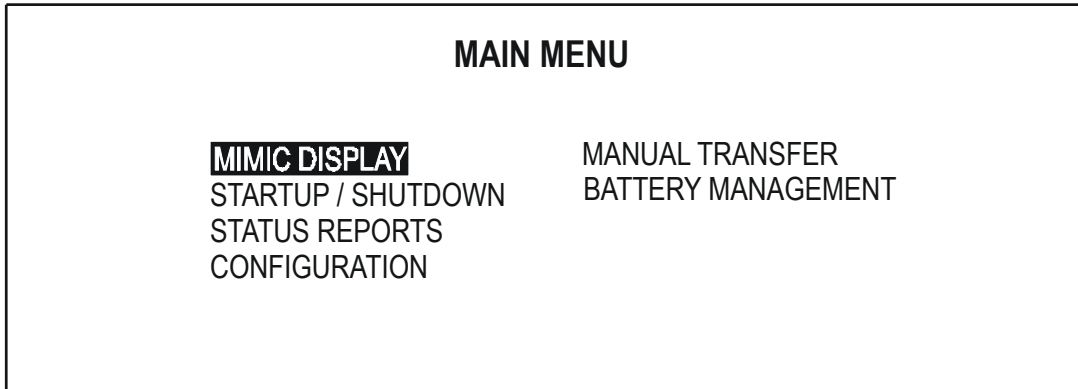 MAIN MENU
MIMIC DISPLAY
STARTUP / SHUTDOWN
STATUS REPORTS
CONFIGURATION
MANUAL TRANSFER
BATTERY MANAGEMENT